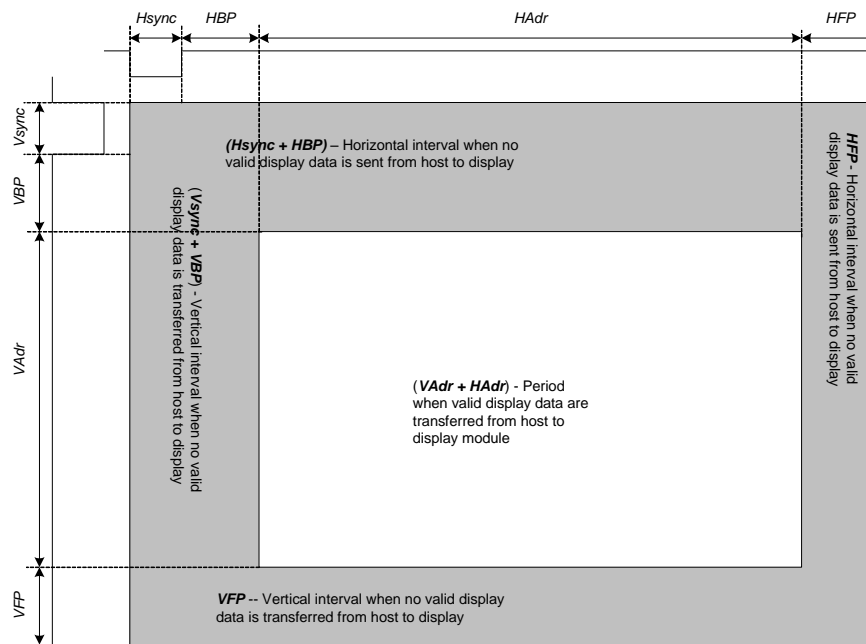 Hsync HBP HAdr HFP
Vsync
VBP
VAdr
VFP
(Hsync + HBP) – Horizontal interval when no
valid display data is sent from host to display
(Vsync + VBP) - Vertical interval when no valid
display data is transferred from host to display
HFP - Horizontal interval when no valid
display data is sent from host to display
(VAdr + HAdr) - Period
when valid display data are
transferred from host to
display module
VFP -- Vertical interval when no valid display
data is transferred from host to display